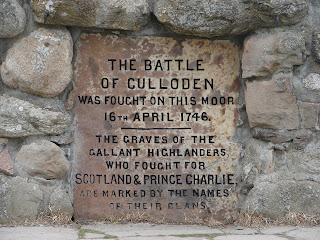 THE BATTLE
OF CULLODEN
WAS FOUGHT ON THIS MOOR
16TH APRIL 1746.
THE GRAVES OF THE
GALLANT HIGHLANDERS
WHO FOUGHT FOR
SCOTLAND & PRINCE CHARLIE.
ARE MARKED BY THE NAMES
OF THEIR CLANS.